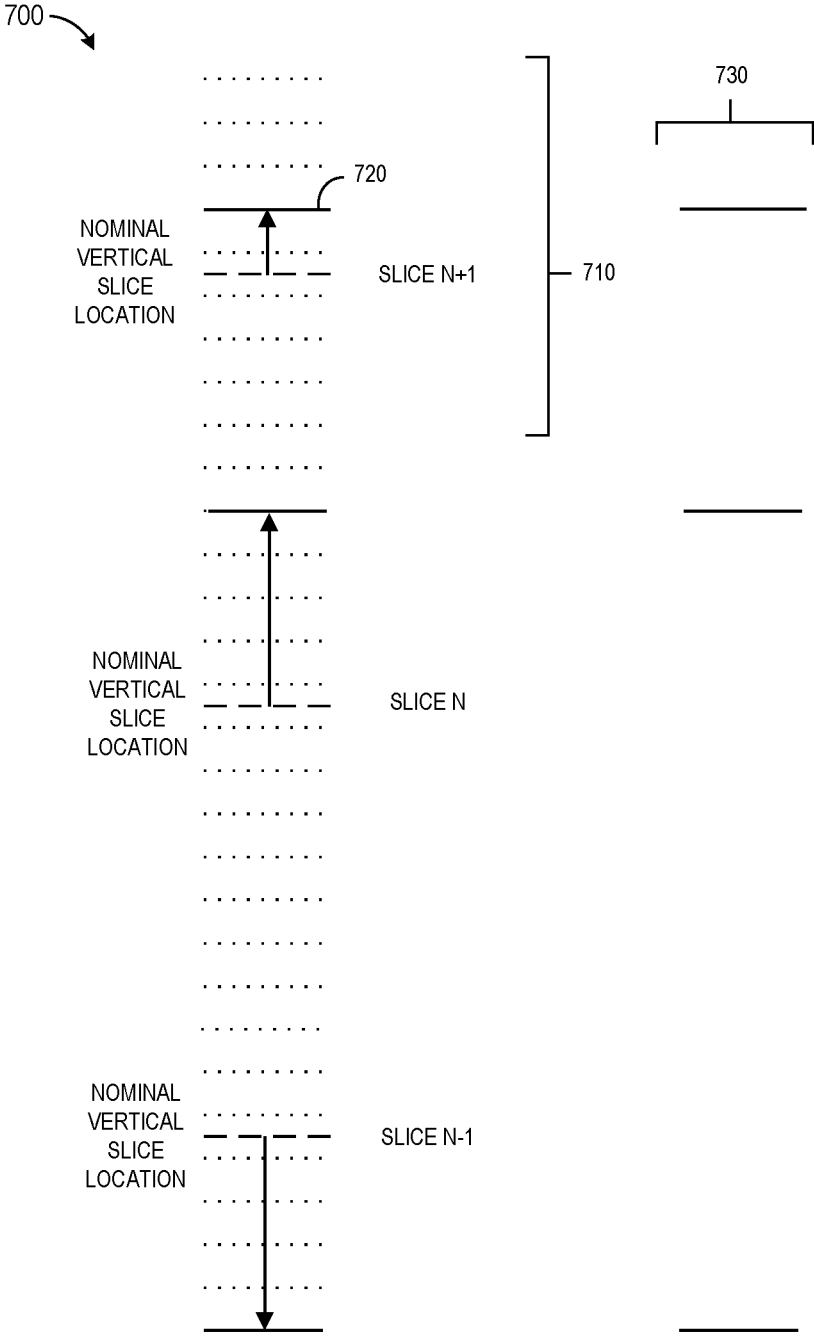 700
730
720
NOMINAL
VERTICAL
SLICE
LOCATION
SLICE N+1
710
NOMINAL
VERTICAL
SLICE
LOCATION
SLICE N
NOMINAL
VERTICAL
SLICE
LOCATION
SLICE N-1